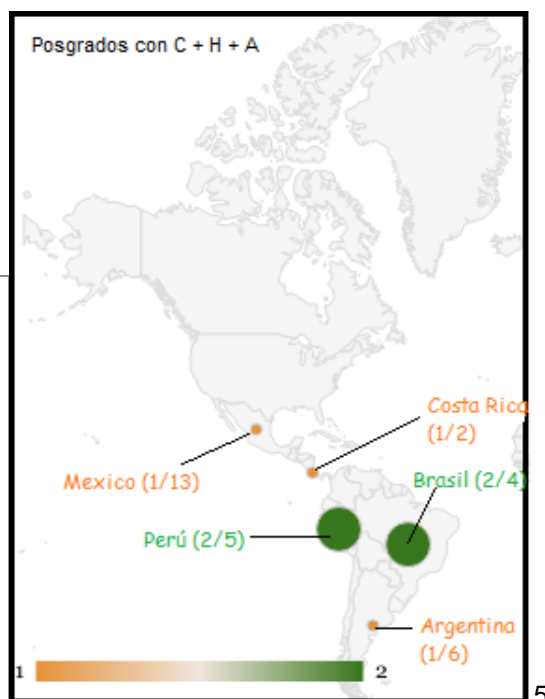 Posgrados con C + H + A
Costa Rica
(1/2)
Mexico (1/13)
Brasil (2/4)
Perú (2/5)
Argentina
(1/6)
1
2
5